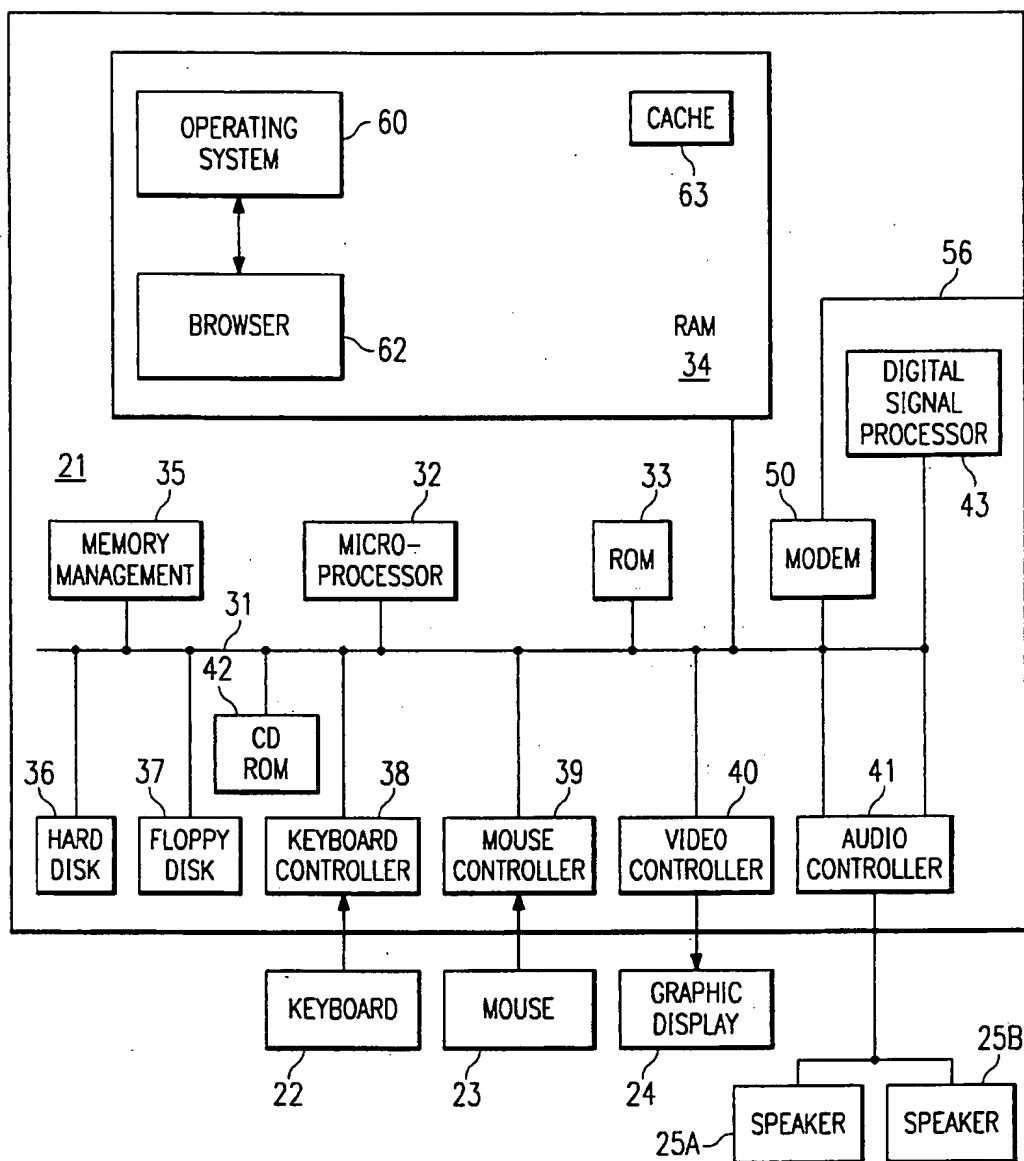 OPERATING
SYSTEM
60
CACHE
63
BROWSER
62
RAM
34
56
DIGITAL
SIGNAL
PROCESSOR
43
21
35
32
33
50
MEMORY
MANAGEMENT
MICRO-
PROCESSOR
ROM
MODEM
31
42
CD
ROM
36
37
38
39
40
41
HARD
DISK
FLOPPY
DISK
KEYBOARD
CONTROLLER
MOUSE
CONTROLLER
VIDEO
CONTROLLER
AUDIO
CONTROLLER
KEYBOARD
MOUSE
GRAPHIC
DISPLAY
22
23
24
25B
SPEAKER
SPEAKER
25A